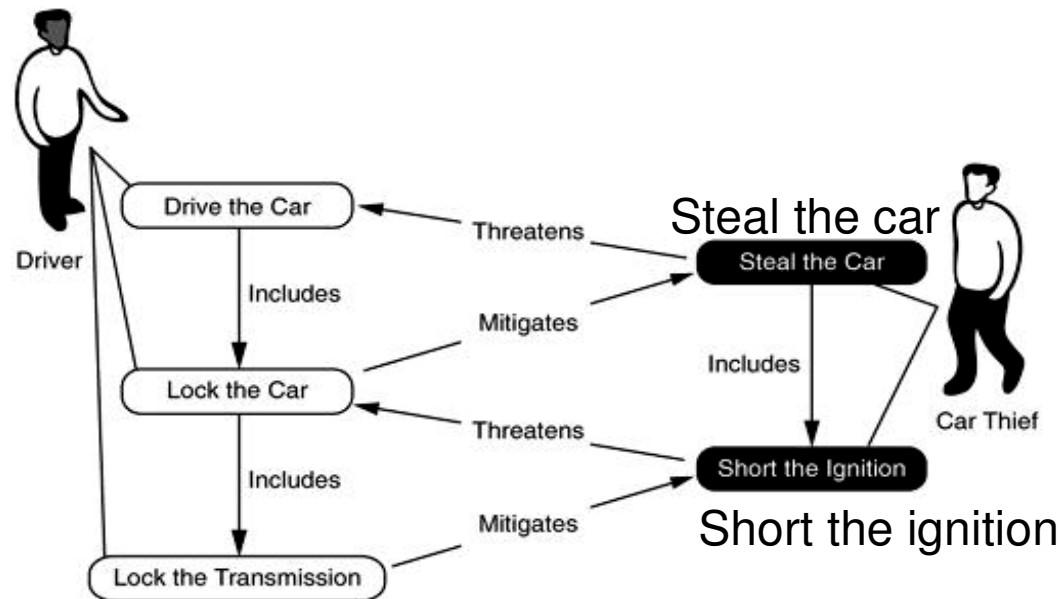 Drive the Car
Steal the car
Threatens
Driver
Steal the Car
Includes
Mitigates
Includes
Lock the Car
Car Thief
Threatens
Short the Ignition
Includes
Mitigates
Short the ignition
Lock the Transmission